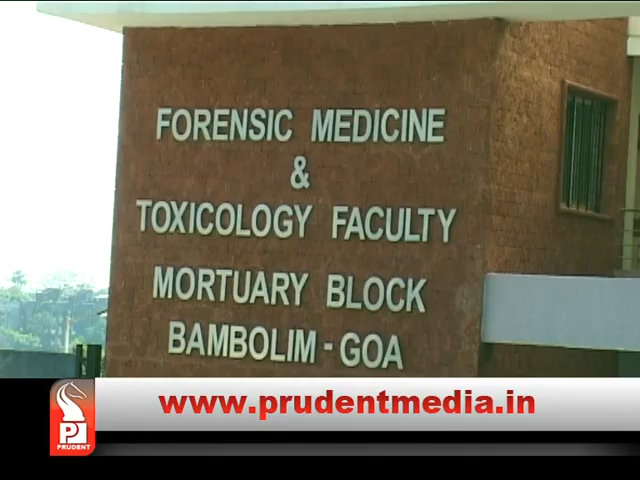 FORENSIC MEDICINE
&
TOXICOLOGY FACULTY
MORTUARY BLOCK
BAMBOLIM - GOA
www.prudentmedia.in
P
PRUDENT